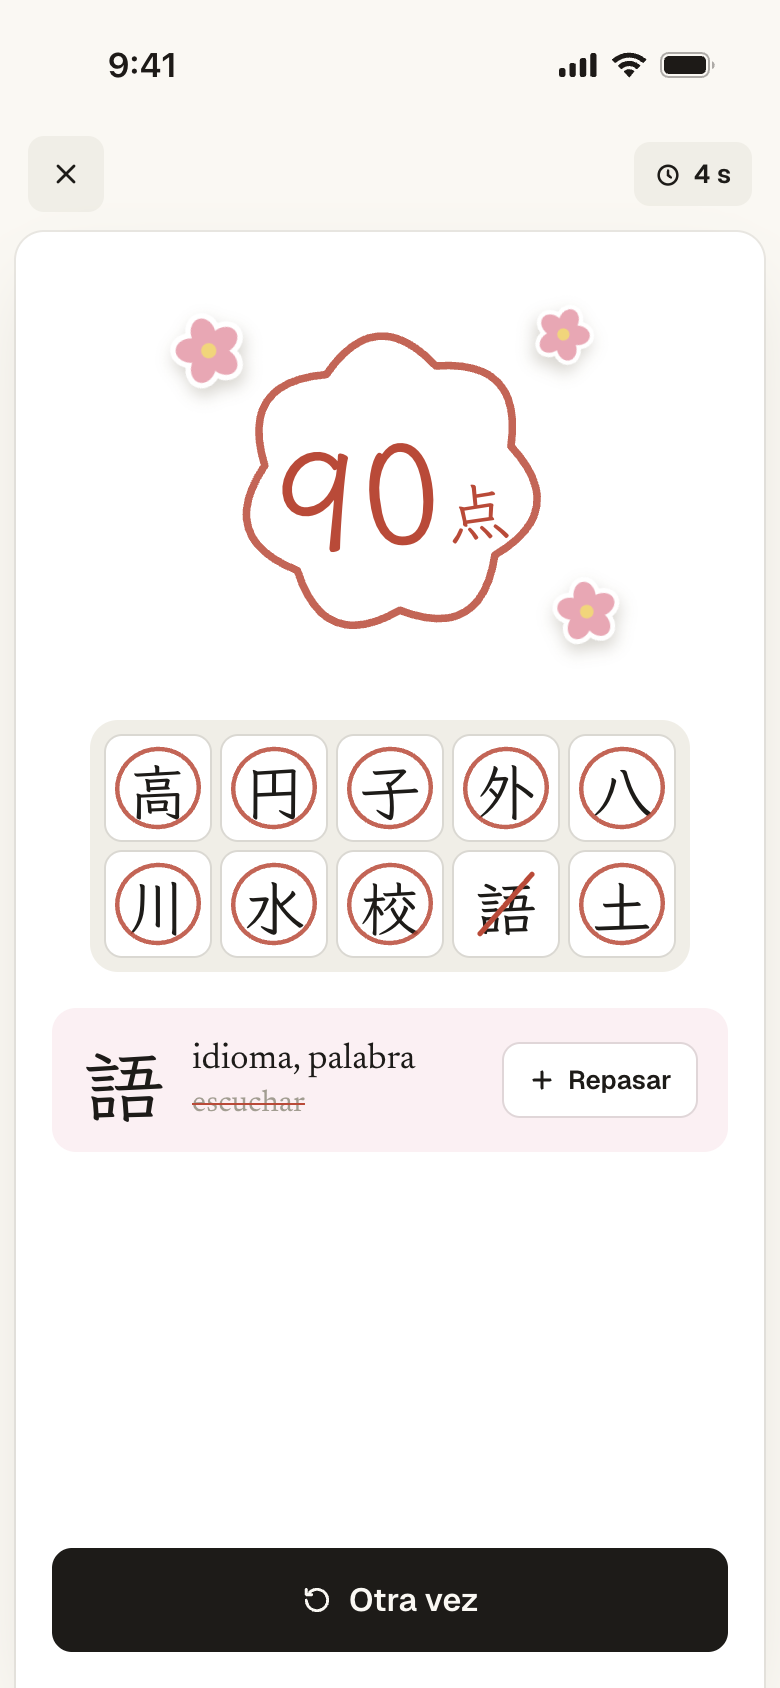 9:41
4 s
90点
高 円 子 外 八
川 水 校 語 土
語
idioma, palabra
escuchar
Repasar
Otra vez